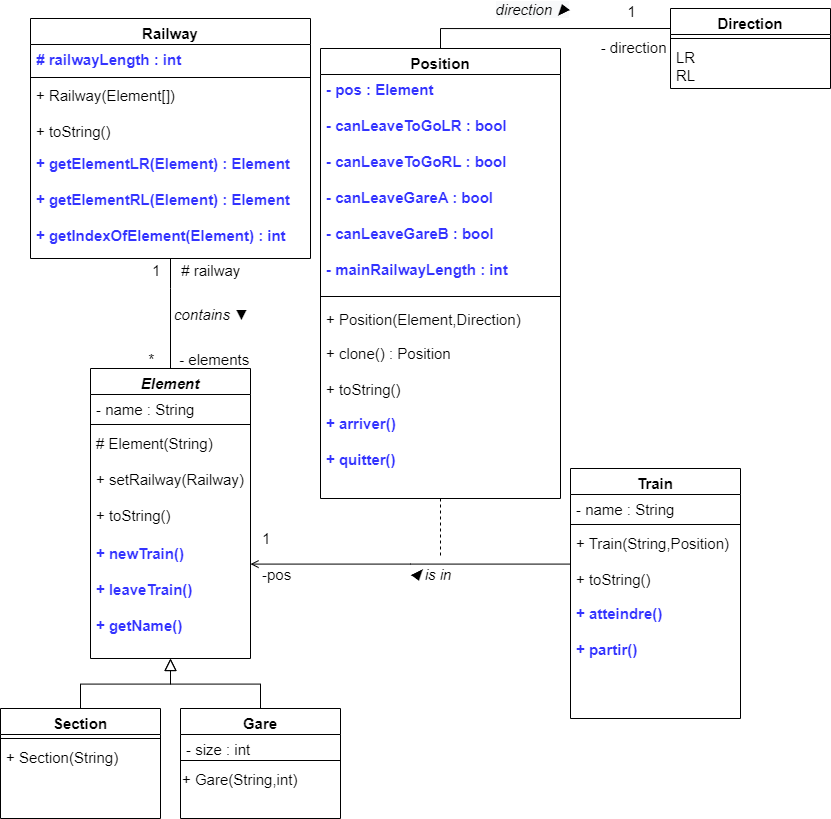 direction ▶
1
- direction
Direction
LR
RL
Railway
# railwayLength : int
+ Railway(Element[])
+ toString()
+ getElementLR(Element) : Element
+ getElementRL(Element) : Element
+ getIndexOfElement(Element) : int
Position
- pos : Element
- canLeaveToGoLR : bool
- canLeaveToGoRL : bool
- canLeaveGareA : bool
- canLeaveGareB : bool
- mainRailwayLength : int
+ Position(Element,Direction)
+ clone() : Position
+ toString()
+ arriver()
+ quitter()
1
# railway
contains ▼
*
- elements
Element
- name : String
# Element(String)
+ setRailway(Railway)
+ toString()
+ newTrain()
+ leaveTrain()
+ getName()
1
-pos
◀ is in
Train
- name : String
+ Train(String,Position)
+ toString()
+ atteindre()
+ partir()
Section
+ Section(String)
Gare
- size : int
+ Gare(String,int)